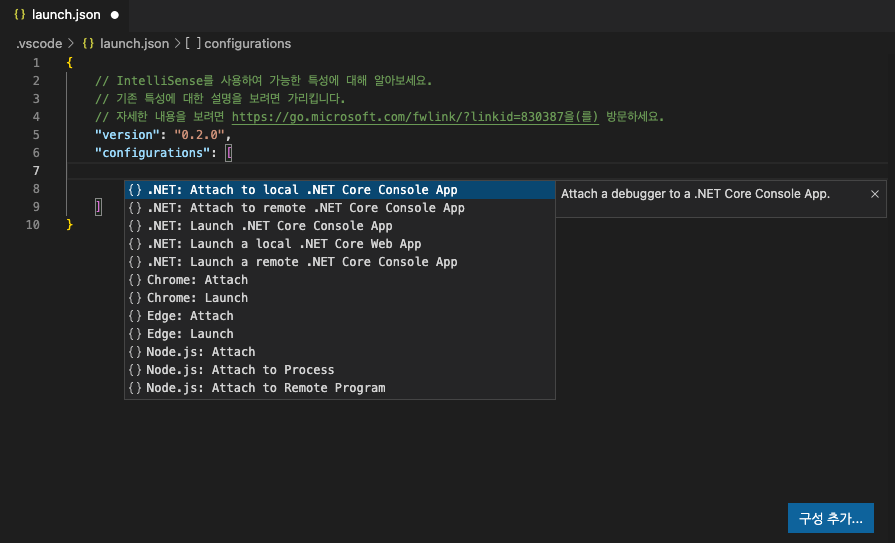 {} launch.json ●
.vscode > {} launch.json > [ ] configurations
1 {
2 // IntelliSense를 사용하여 가능한 특성에 대해 알아보세요.
3 // 기존 특성에 대한 설명을 보려면 가리킵니다.
4 // 자세한 내용을 보려면 https://go.microsoft.com/fwlink/?linkid=830387을(를) 방문하세요.
5 "version": "0.2.0",
6 "configurations": [
7
{} .NET: Attach to local .NET Core Console App
Attach a debugger to a .NET Core Console App. ×
8 {} .NET: Attach to remote .NET Core Console App
9 ]
{} .NET: Launch .NET Core Console App
10 }
{} .NET: Launch a local .NET Core Web App
{} .NET: Launch a remote .NET Core Console App
{} Chrome: Attach
{} Chrome: Launch
{} Edge: Attach
{} Edge: Launch
{} Node.js: Attach
{} Node.js: Attach to Process
{} Node.js: Attach to Remote Program
구성 추가...